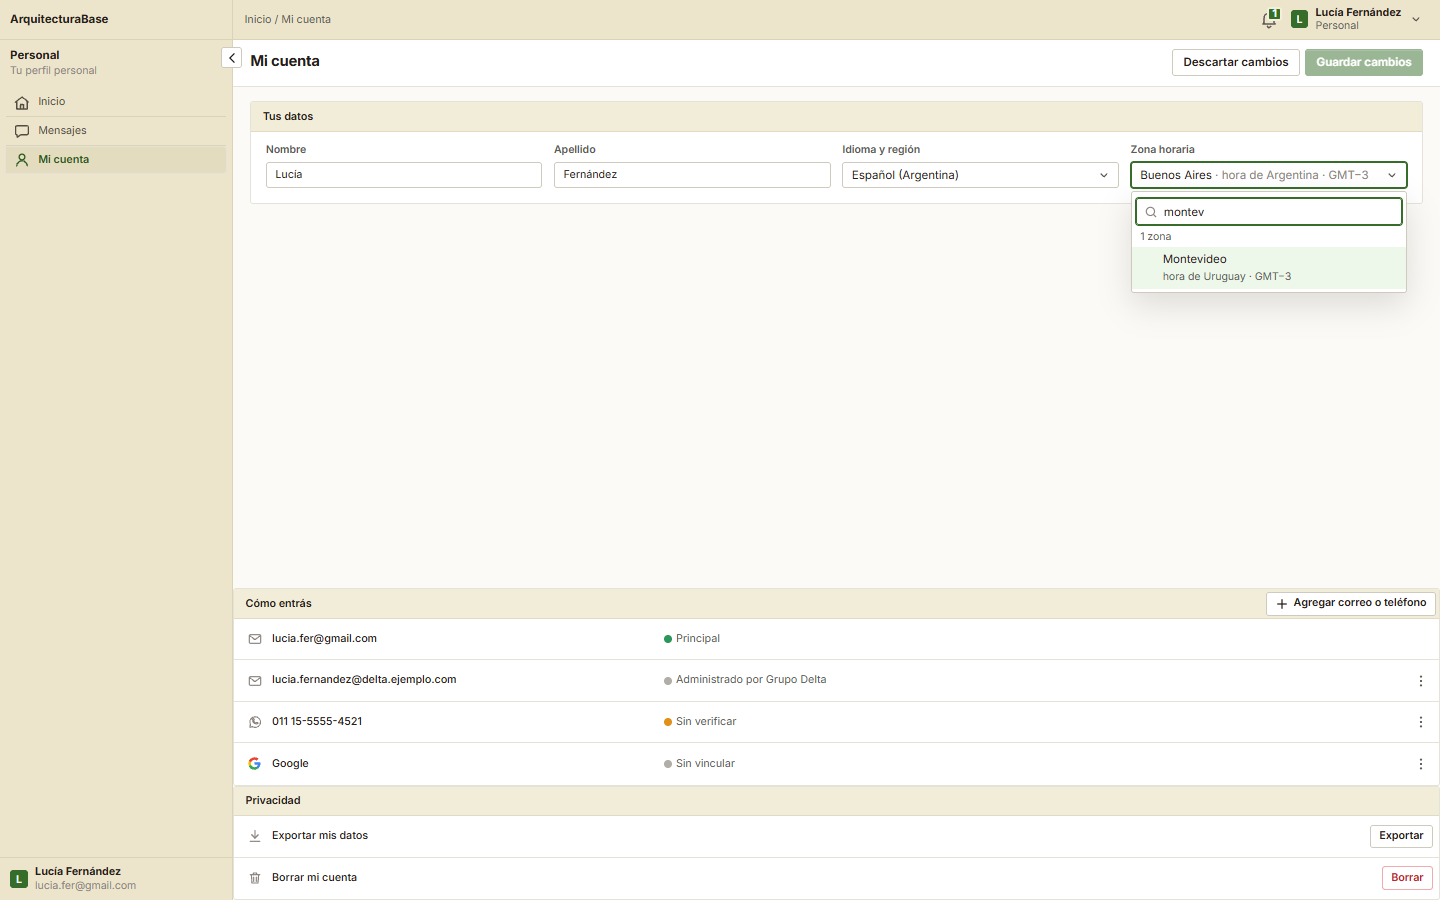 ArquitecturaBase
Inicio / Mi cuenta
1
L
Lucía Fernández
Personal
Personal
Tu perfil personal
Inicio
Mensajes
Mi cuenta
Mi cuenta
Descartar cambios
Guardar cambios
Tus datos
Nombre
Apellido
Idioma y región
Zona horaria
Lucía
Fernández
Español (Argentina)
Buenos Aires · hora de Argentina · GMT−3
montev
1 zona
Montevideo
hora de Uruguay · GMT−3
Cómo entrás
Agregar correo o teléfono
lucia.fer@gmail.com
Principal
lucia.fernandez@delta.ejemplo.com
Administrado por Grupo Delta
011 15-5555-4521
Sin verificar
Google
Sin vincular
Privacidad
Exportar mis datos
Exportar
Borrar mi cuenta
Borrar
L
Lucía Fernández
lucia.fer@gmail.com